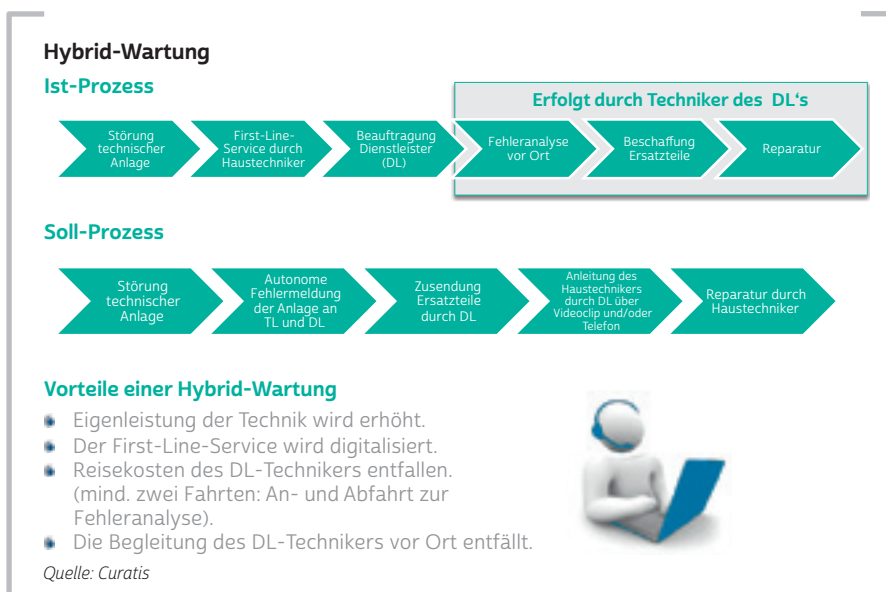 Hybrid-Wartung
Ist-Prozess
Erfolgt durch Techniker des DL‘s
Störung
technischer
Anlage
First-Line-
Service durch
Haustechniker
Beauftragung
Dienstleister
(DL)
Fehleranalyse
vor Ort
Beschaffung
Ersatzteile
Reparatur
Soll-Prozess
Störung
technischer
Anlage
Autonome
Fehlermeldung
der Anlage an
TL und DL
Zusendung
Ersatzteile
durch DL
Anleitung des
Haustechnikers
durch DL über
Videoclip und/oder
Telefon
Reparatur durch
Haustechniker
Vorteile einer Hybrid-Wartung
Eigenleistung der Technik wird erhöht.
Der First-Line-Service wird digitalisiert.
Reisekosten des DL-Technikers entfallen.
(mind. zwei Fahrten: An- und Abfahrt zur
Fehleranalyse).
Die Begleitung des DL-Technikers vor Ort entfällt.
Quelle: Curatis